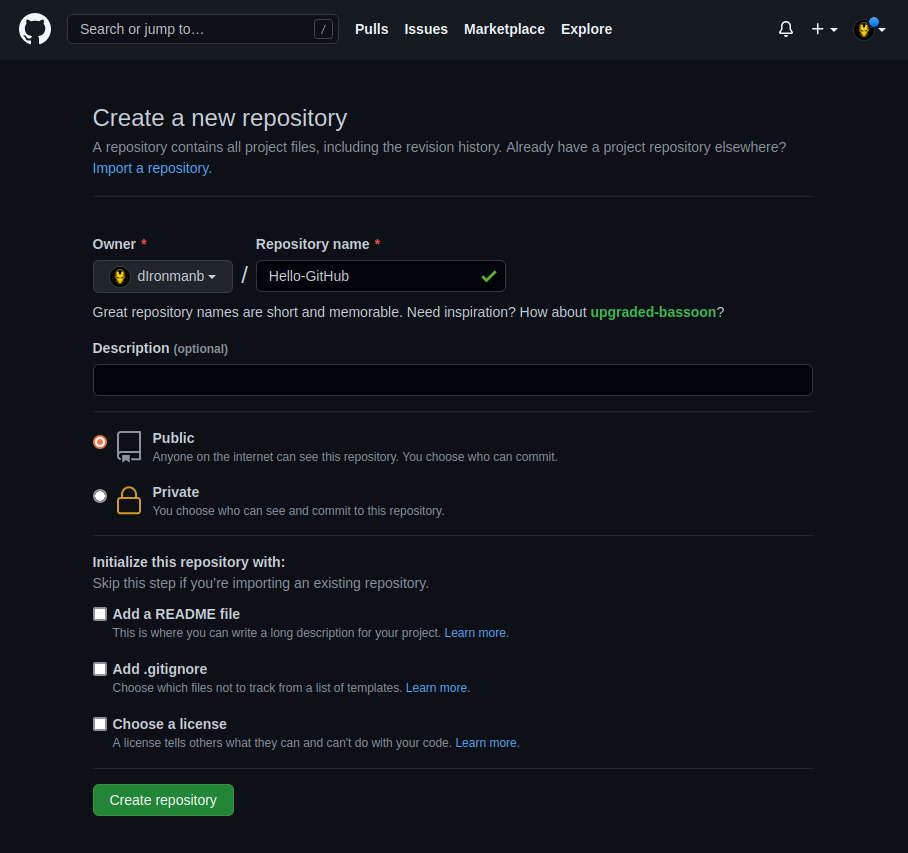 Search or jump to…
/
Pulls Issues Marketplace Explore
Create a new repository
A repository contains all project files, including the revision history. Already have a project repository elsewhere?
Import a repository.
Owner * Repository name *
dIronmanb / Hello-GitHub
Great repository names are short and memorable. Need inspiration? How about upgraded-bassoon?
Description (optional)
Public
Anyone on the internet can see this repository. You choose who can commit.
Private
You choose who can see and commit to this repository.
Initialize this repository with:
Skip this step if you’re importing an existing repository.
Add a README file
This is where you can write a long description for your project. Learn more.
Add .gitignore
Choose which files not to track from a list of templates. Learn more.
Choose a license
A license tells others what they can and can't do with your code. Learn more.
Create repository